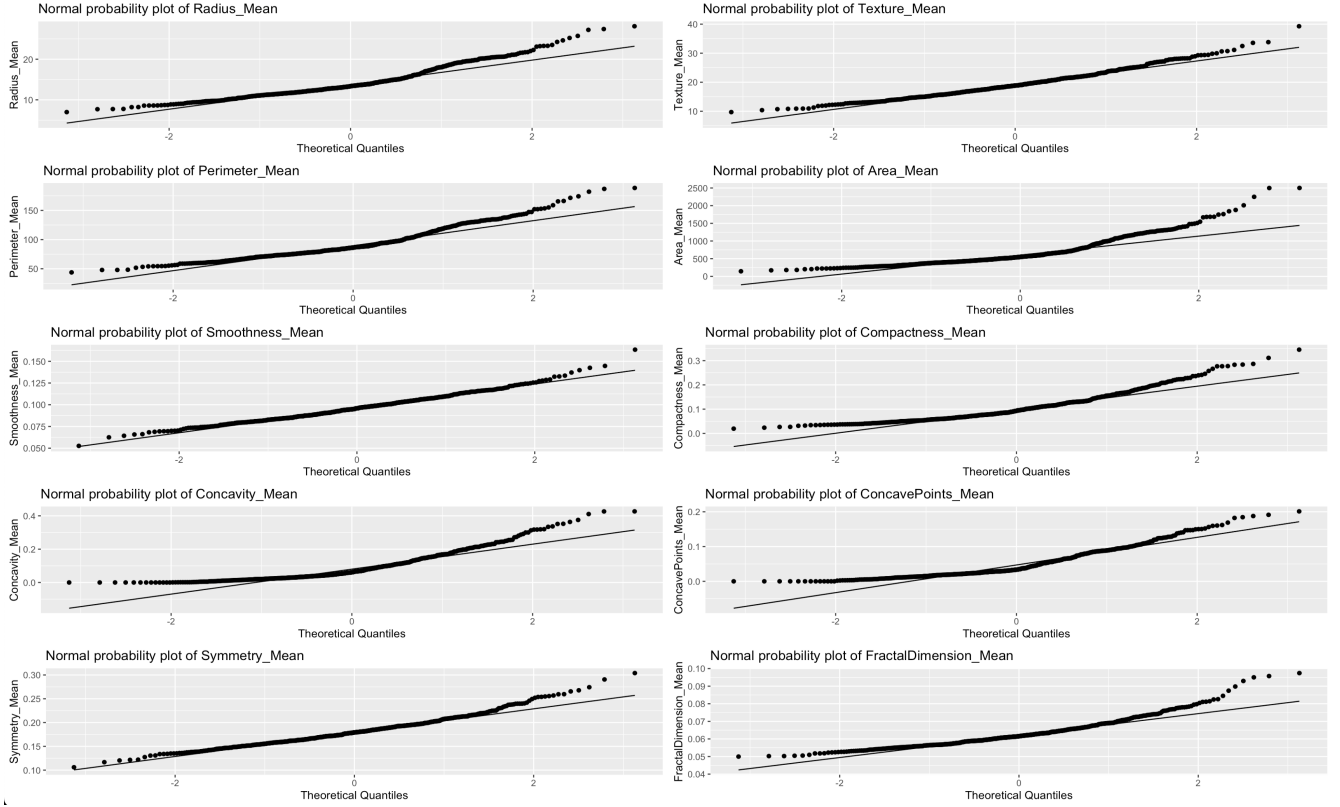 Normal probability plot of Radius_Mean
Radius_Mean
20
10
-2 0 2
Theoretical Quantiles
Normal probability plot of Texture_Mean
Texture_Mean
40
30
20
10
-2 0 2
Theoretical Quantiles
Normal probability plot of Perimeter_Mean
Perimeter_Mean
150
100
50
-2 0 2
Theoretical Quantiles
Normal probability plot of Area_Mean
Area_Mean
2500
2000
1500
1000
500
0
-2 0 2
Theoretical Quantiles
Normal probability plot of Smoothness_Mean
Smoothness_Mean
0.150
0.125
0.100
0.075
0.050
-2 0 2
Theoretical Quantiles
Normal probability plot of Compactness_Mean
Compactness_Mean
0.3
0.2
0.1
0.0
-2 0 2
Theoretical Quantiles
Normal probability plot of Concavity_Mean
Concavity_Mean
0.4
0.2
0.0
-2 0 2
Theoretical Quantiles
Normal probability plot of ConcavePoints_Mean
ConcavePoints_Mean
0.2
0.1
0.0
-2 0 2
Theoretical Quantiles
Normal probability plot of Symmetry_Mean
Symmetry_Mean
0.30
0.25
0.20
0.15
0.10
-2 0 2
Theoretical Quantiles
Normal probability plot of FractalDimension_Mean
FractalDimension_Mean
0.10
0.09
0.08
0.07
0.06
0.05
0.04
-2 0 2
Theoretical Quantiles